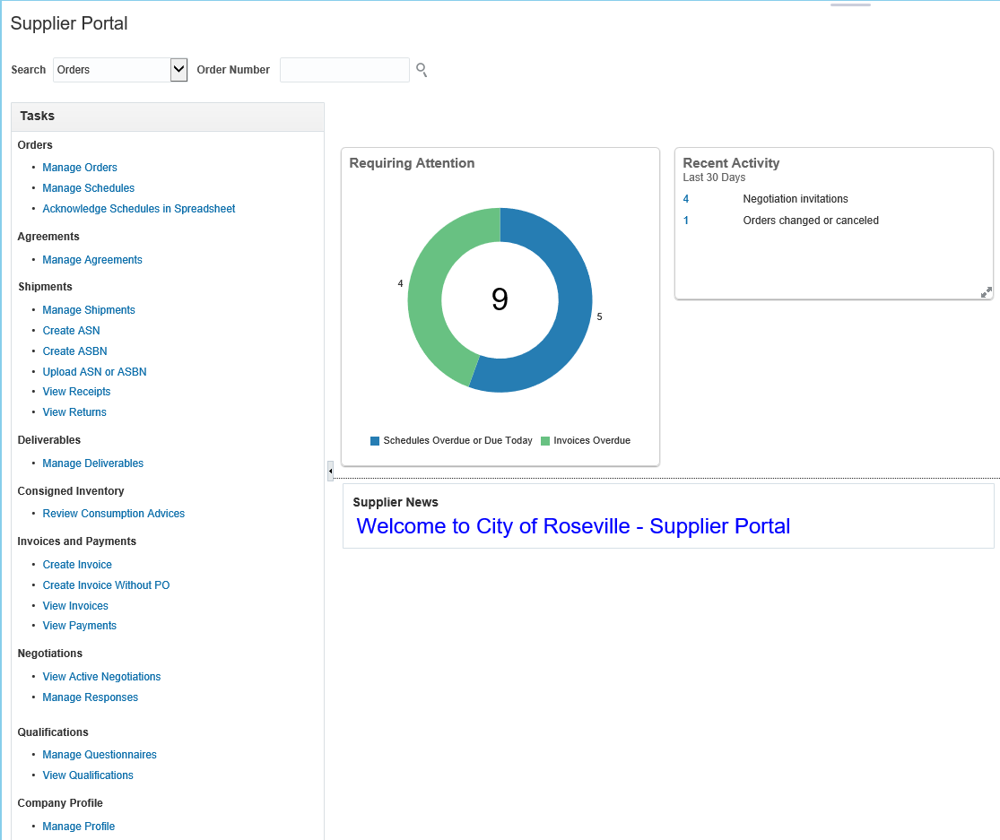 Supplier Portal
Search Orders Order Number
Tasks
Orders
• Manage Orders
• Manage Schedules
• Acknowledge Schedules in Spreadsheet
Agreements
• Manage Agreements
Shipments
• Manage Shipments
• Create ASN
• Create ASBN
• Upload ASN or ASBN
• View Receipts
• View Returns
Deliverables
• Manage Deliverables
Consigned Inventory
• Review Consumption Advices
Invoices and Payments
• Create Invoice
• Create Invoice Without PO
• View Invoices
• View Payments
Negotiations
• View Active Negotiations
• Manage Responses
Qualifications
• Manage Questionnaires
• View Qualifications
Company Profile
• Manage Profile
Requiring Attention
4
9
5
Schedules Overdue or Due Today Invoices Overdue
Recent Activity
Last 30 Days
4 Negotiation invitations
1 Orders changed or canceled
Supplier News
Welcome to City of Roseville - Supplier Portal